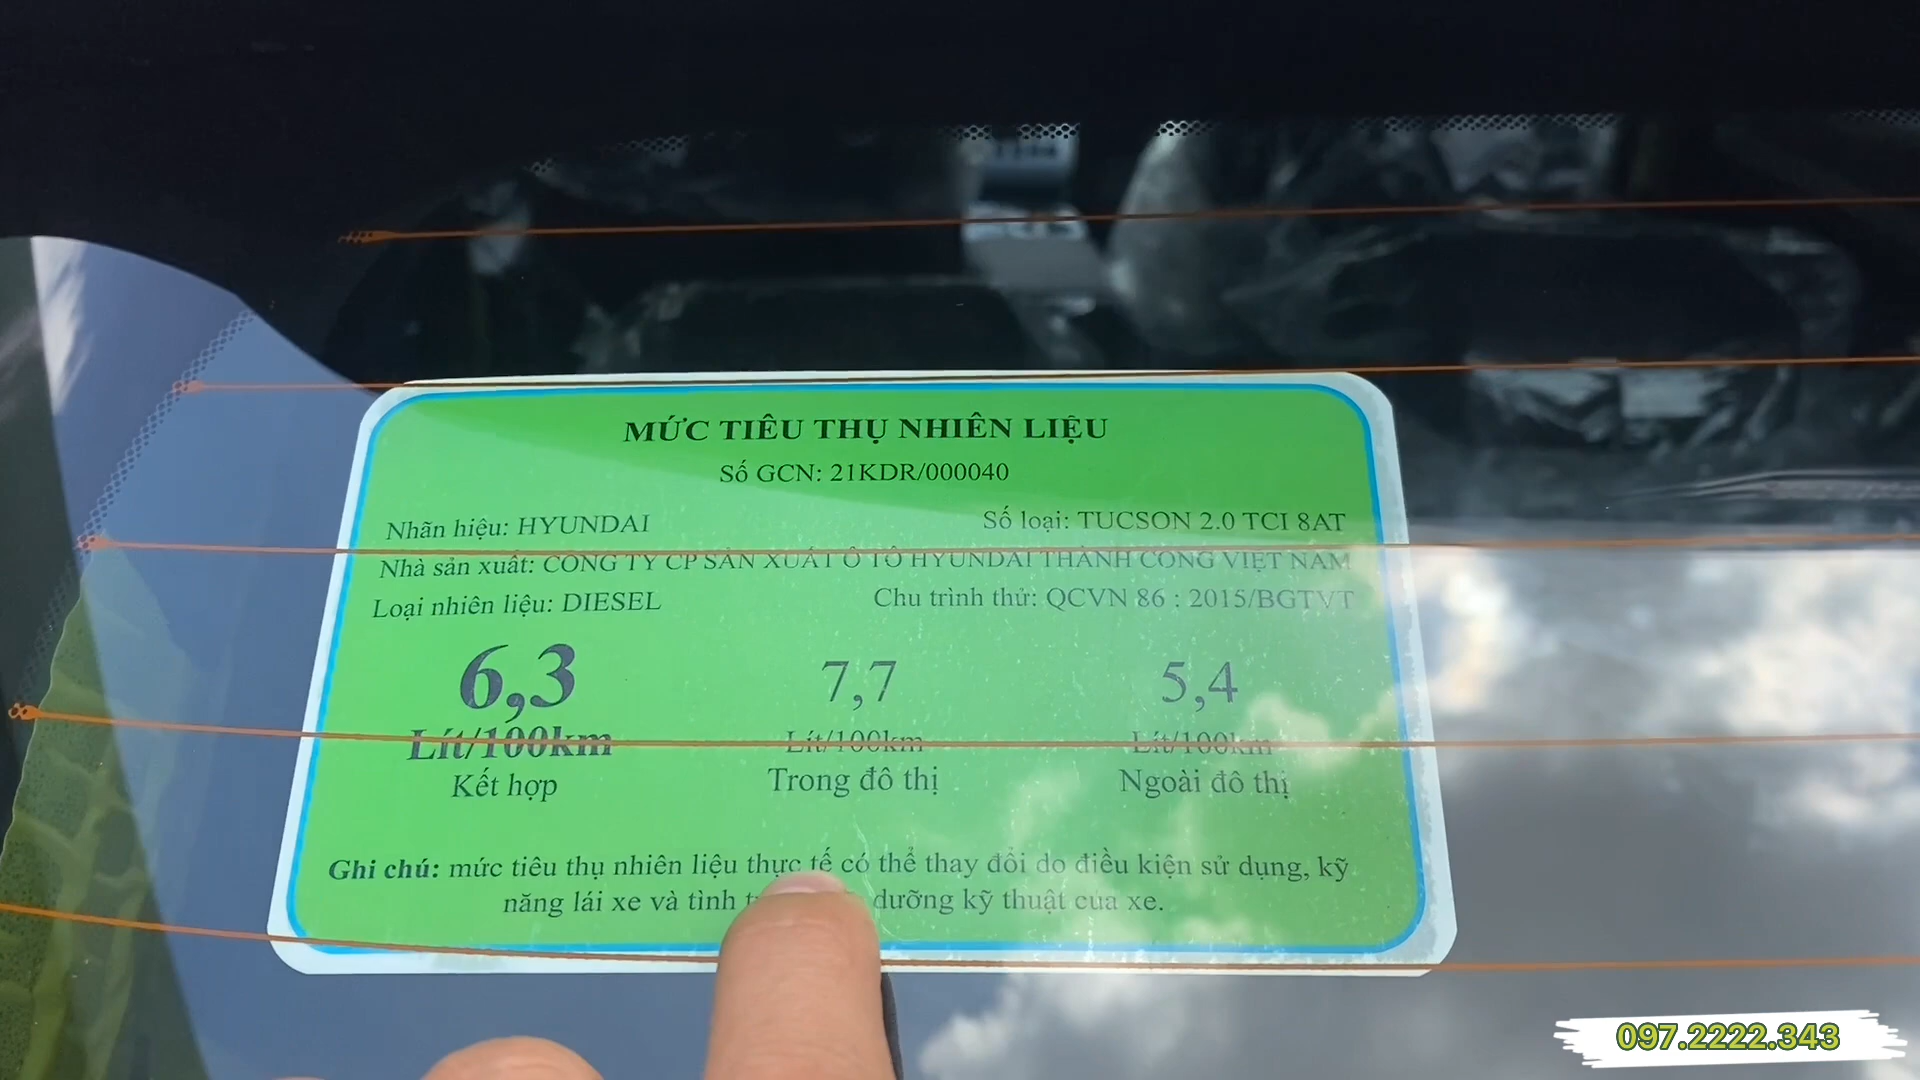 MỨC TIÊU THỤ NHIÊN LIỆU
Số GCN: 21KDR/000040
Nhãn hiệu: HYUNDAI
Số loại: TUCSON 2.0 TCI 8AT
Nhà sản xuất: CÔNG TY CP SẢN XUẤT Ô TÔ HYUNDAI THÀNH CÔNG VIỆT NAM
Loại nhiên liệu: DIESEL
Chu trình thử: QCVN 86 : 2015/BGTVT
6,3
Lít/100km
Kết hợp
7,7
Lít/100km
Trong đô thị
5,4
Lít/100km
Ngoài đô thị
Ghi chú: mức tiêu thụ nhiên liệu thực tế có thể thay đổi do điều kiện sử dụng, kỹ
năng lái xe và tình dưỡng kỹ thuật của xe.
097.2222.343